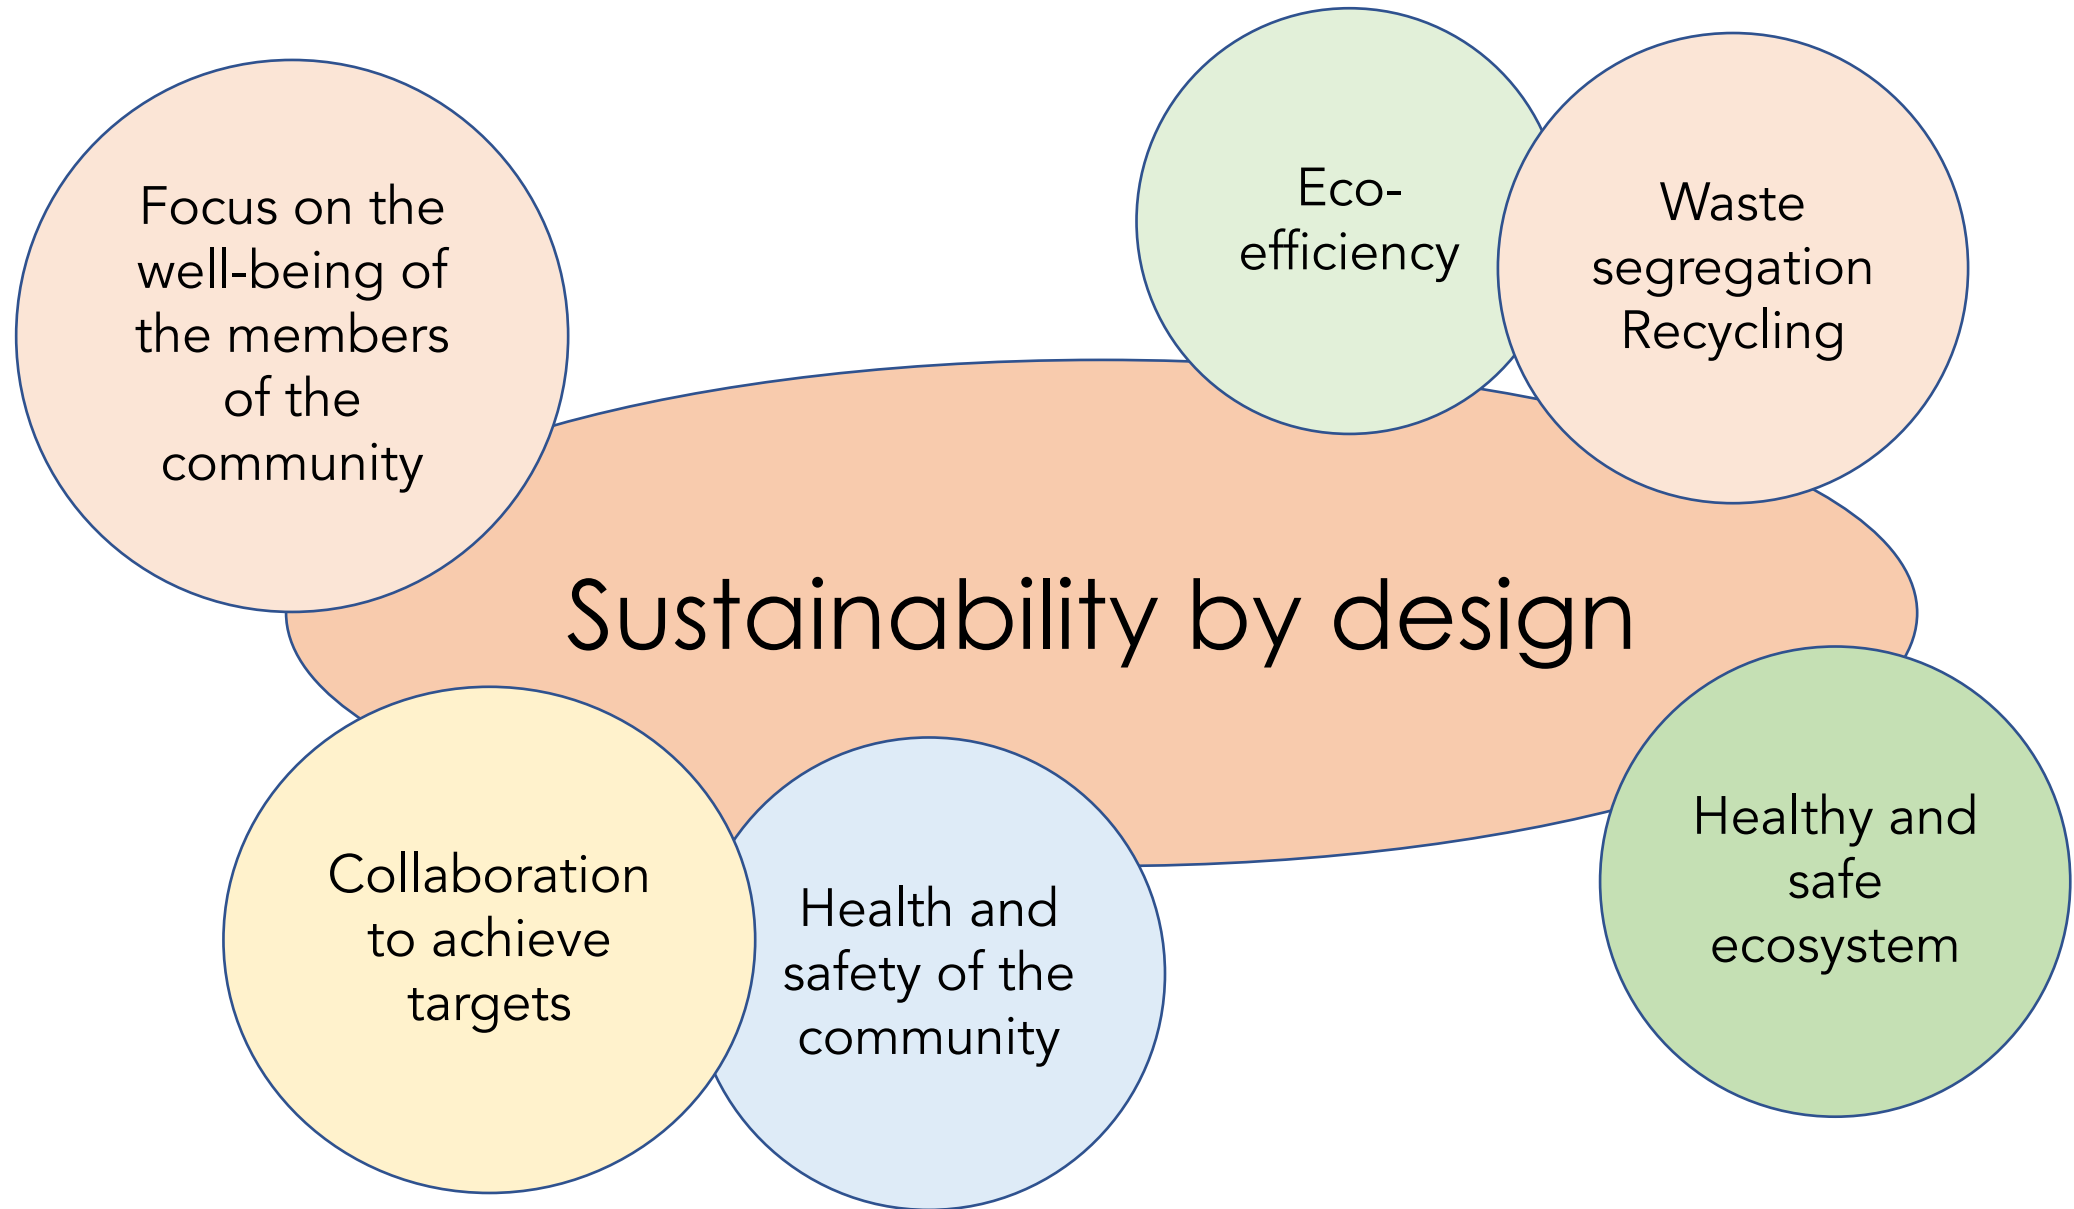 Focus on the
well-being of
the members
of the
community
Eco-
efficiency
Waste
segregation
Recycling
Sustainability by design
Collaboration
to achieve
targets
Health and
safety of the
community
Healthy and
safe
ecosystem